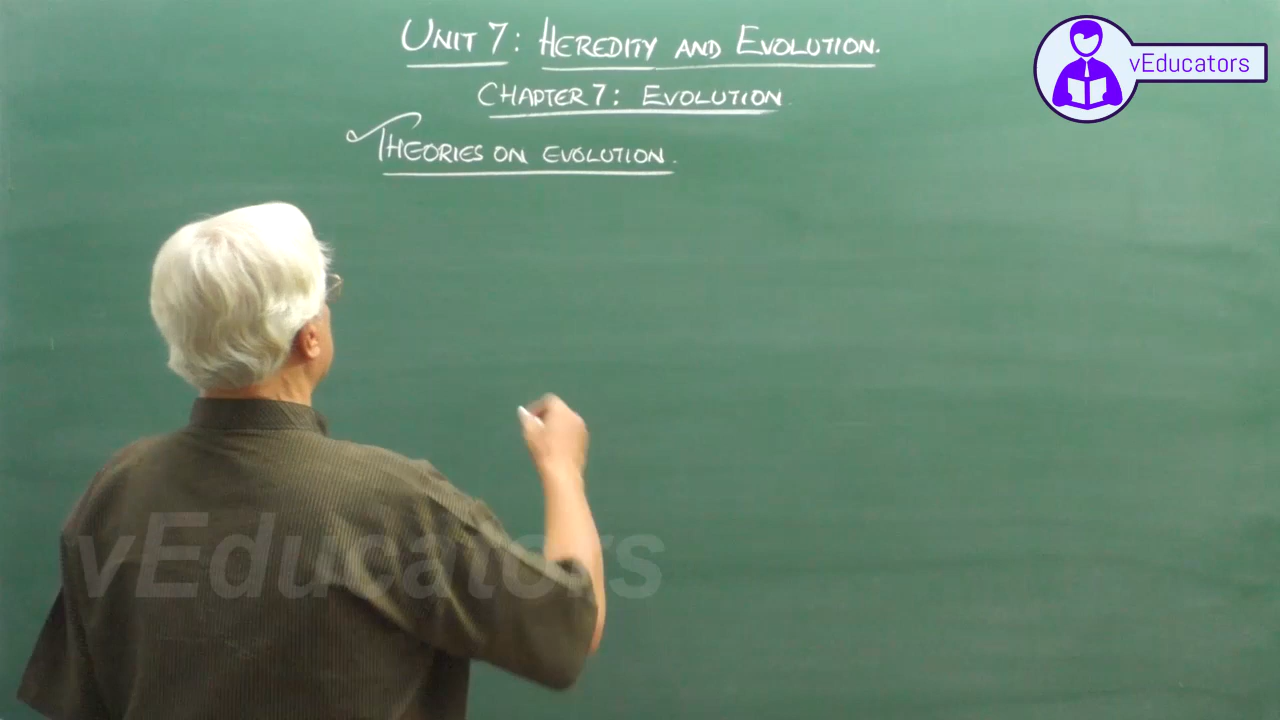 UNIT 7: HEREDITY AND EVOLUTION.
vEducators
CHAPTER 7: EVOLUTION
THEORIES ON EVOLUTION.
vEducators